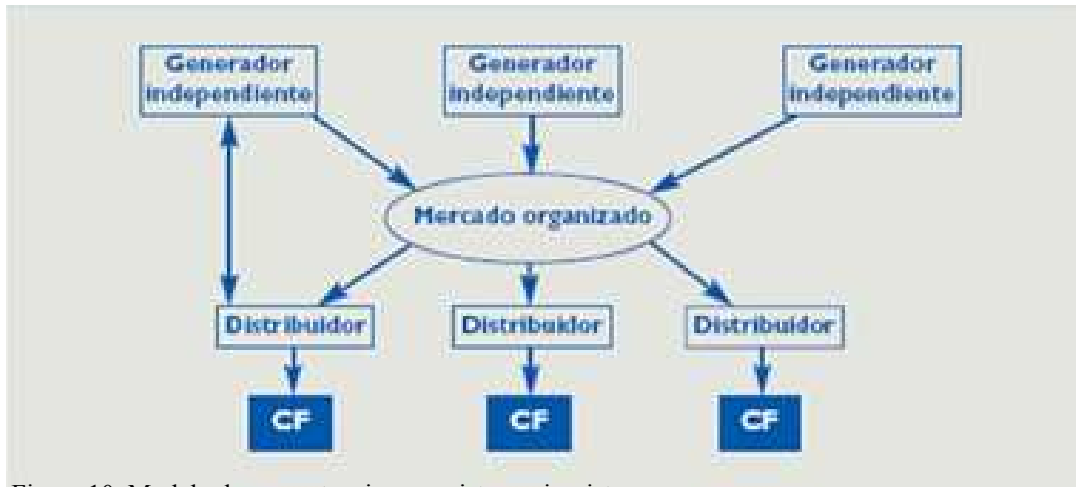 Generador
independiente
Generador
independiente
Generador
independiente
Mercado organizado
Distribuidor
Distribuidor
Distribuidor
CF
CF
CF